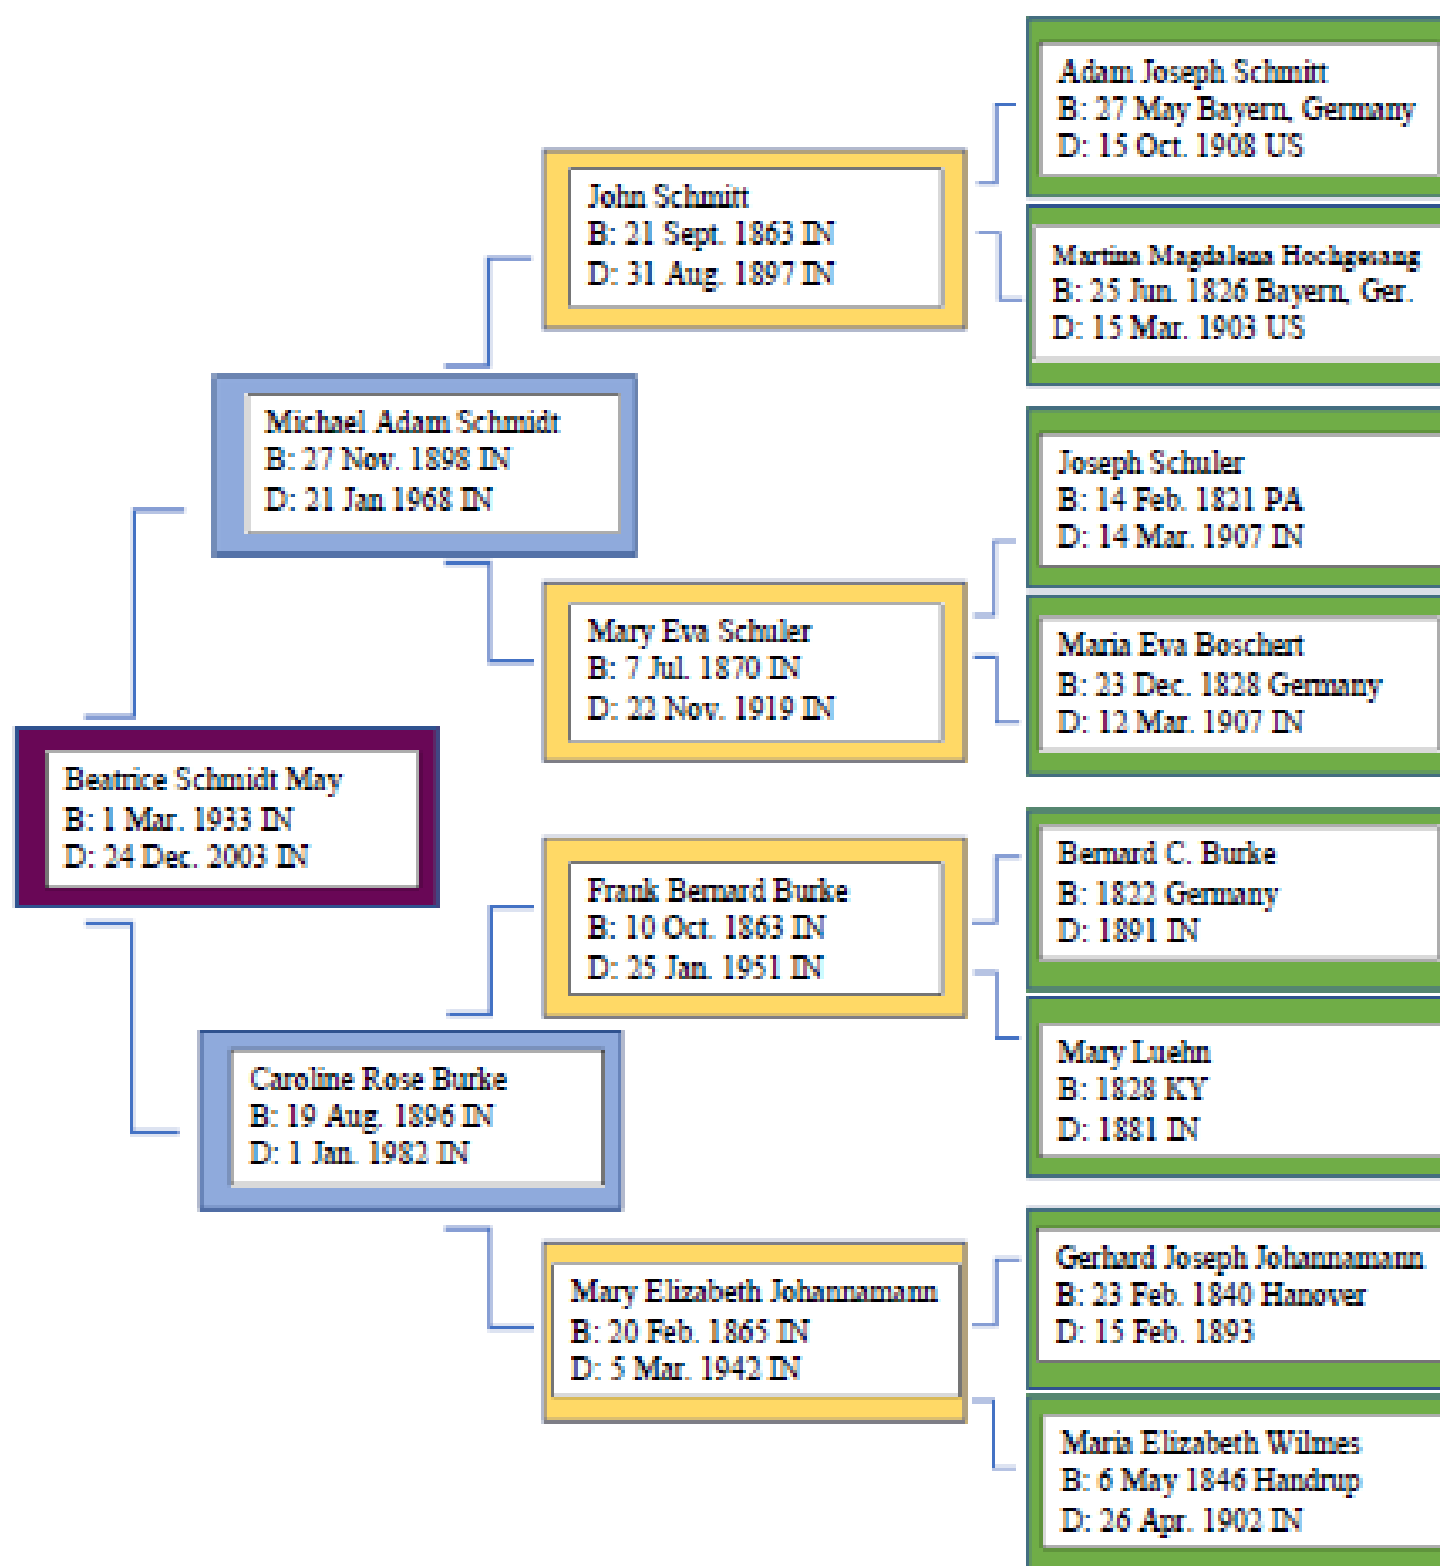 Adam Joseph Schmitt
B: 27 May Bayern, Germany
D: 15 Oct. 1908 US
John Schmitt
B: 21 Sept. 1863 IN
D: 31 Aug. 1897 IN
Martina Magdalena Hochgesang
B: 25 Jun. 1826 Bayern, Ger.
D: 15 Mar. 1903 US
Michael Adam Schmidt
B: 27 Nov. 1898 IN
D: 21 Jan 1968 IN
Joseph Schuler
B: 14 Feb. 1821 PA
D: 14 Mar. 1907 IN
Mary Eva Schuler
B: 7 Jul. 1870 IN
D: 22 Nov. 1919 IN
Maria Eva Boschert
B: 23 Dec. 1828 Germany
D: 12 Mar. 1907 IN
Beatrice Schmidt May
B: 1 Mar. 1933 IN
D: 24 Dec. 2003 IN
Bernard C. Burke
B: 1822 Germany
D: 1891 IN
Frank Bernard Burke
B: 10 Oct. 1863 IN
D: 25 Jan. 1951 IN
Mary Luehn
B: 1828 KY
D: 1881 IN
Caroline Rose Burke
B: 19 Aug. 1896 IN
D: 1 Jan. 1982 IN
Gerhard Joseph Johannamann
B: 23 Feb. 1840 Hanover
D: 15 Feb. 1893
Mary Elizabeth Johannamann
B: 20 Feb. 1865 IN
D: 5 Mar. 1942 IN
Maria Elizabeth Wilmes
B: 6 May 1846 Handrup
D: 26 Apr. 1902 IN